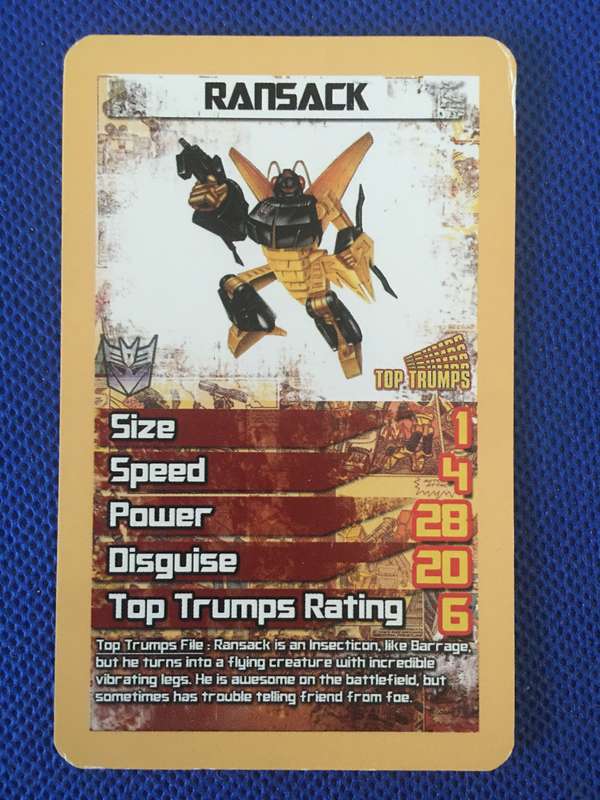 RANSACK
TOP TRUMPS
Size 1
Speed 4
Power 28
Disguise 20
Top Trumps Rating 6
Top Trumps File : Ransack is an Insecticon, like Barrage,
but he turns into a flying creature with incredible
vibrating legs. He is awesome on the battlefield, but
sometimes has trouble telling friend from foe.